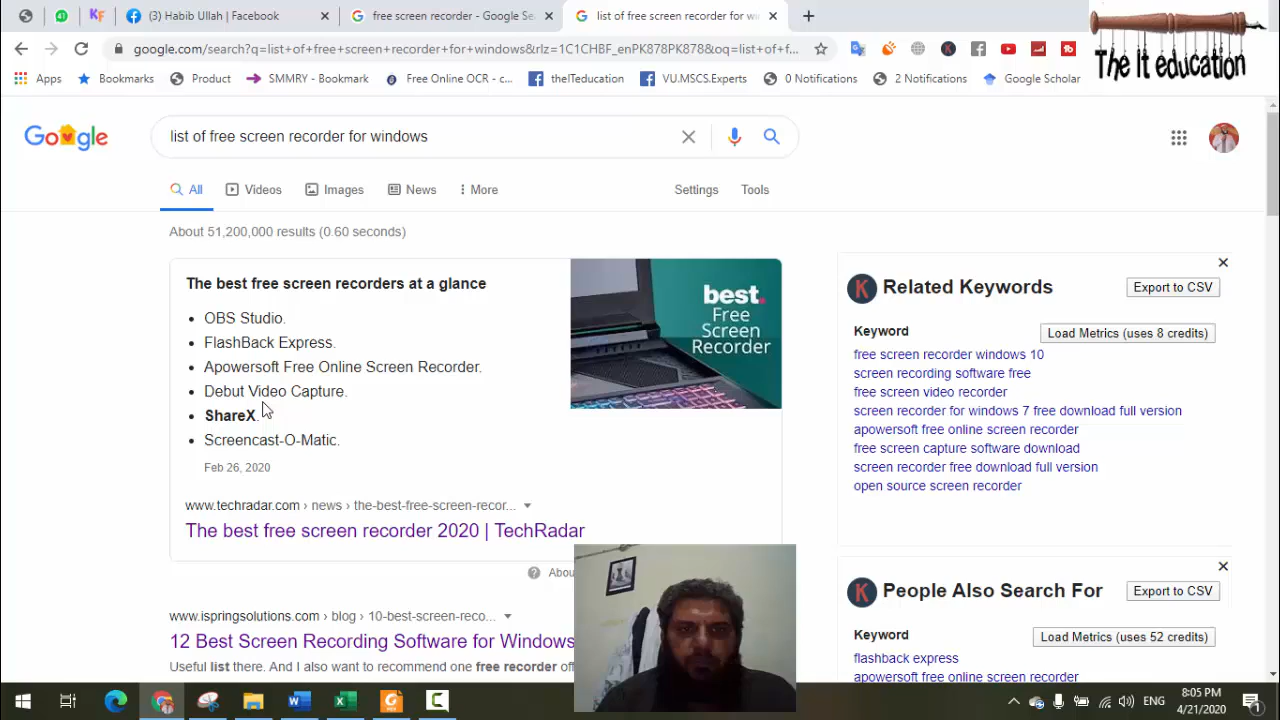 (3) Habib Ullah | Facebook
free screen recorder - Google Se
list of free screen recorder for wi
google.com/search?q=list+of+free+screen+recorder+for+windows&rlz=1C1CHBF_enPK878PK878&oq=list+of+f...
Apps
Bookmarks
Product
SMMRY - Bookmark
Free Online OCR - c...
theITeducation
VU.MSCS.Experts
0 Notifications
2 Notifications
Google Scholar
The It education
Google
list of free screen recorder for windows
All
Videos
Images
News
More
Settings
Tools
About 51,200,000 results (0.60 seconds)
The best free screen recorders at a glance
OBS Studio.
FlashBack Express.
Apowersoft Free Online Screen Recorder.
Debut Video Capture.
ShareX.
Screencast-O-Matic.
Feb 26, 2020
best.
Free
Screen
Recorder
www.techradar.com › news › the-best-free-screen-recor...
The best free screen recorder 2020 | TechRadar
Abou
www.ispringsolutions.com › blog › 10-best-screen-reco...
12 Best Screen Recording Software for Windows
Useful list there. And I also want to recommend one free recorder of
Related Keywords
Export to CSV
Keyword
Load Metrics (uses 8 credits)
free screen recorder windows 10
screen recording software free
free screen video recorder
screen recorder for windows 7 free download full version
apowersoft free online screen recorder
free screen capture software download
screen recorder free download full version
open source screen recorder
People Also Search For
Export to CSV
Keyword
Load Metrics (uses 52 credits)
flashback express
apowersoft free online screen recorder
ENG
8:05 PM
4/21/2020